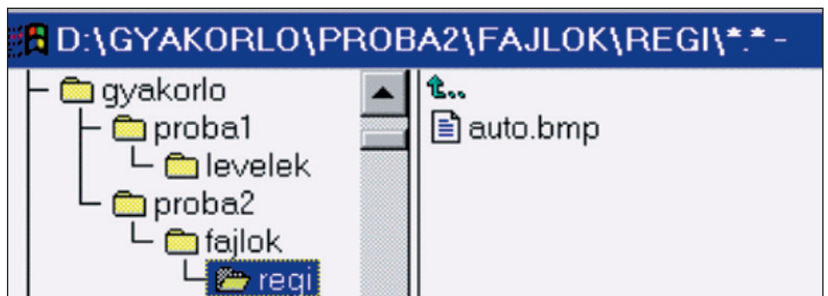 D:\GYAKORLO\PROBA2\FAJLOK\REGI\*.* -
gyakorlo
proba1
levelek
proba2
fajlok
regi
..
auto.bmp